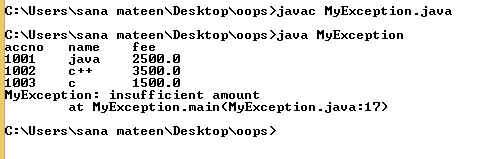 C:\Users\sana mateen\Desktop\oops>javac MyException.java
C:\Users\sana mateen\Desktop\oops>java MyException
accno name fee
1001 java 2500.0
1002 c++ 3500.0
1003 c 1500.0
MyException: insufficient amount
at MyException.main(MyException.java:17)
C:\Users\sana mateen\Desktop\oops>